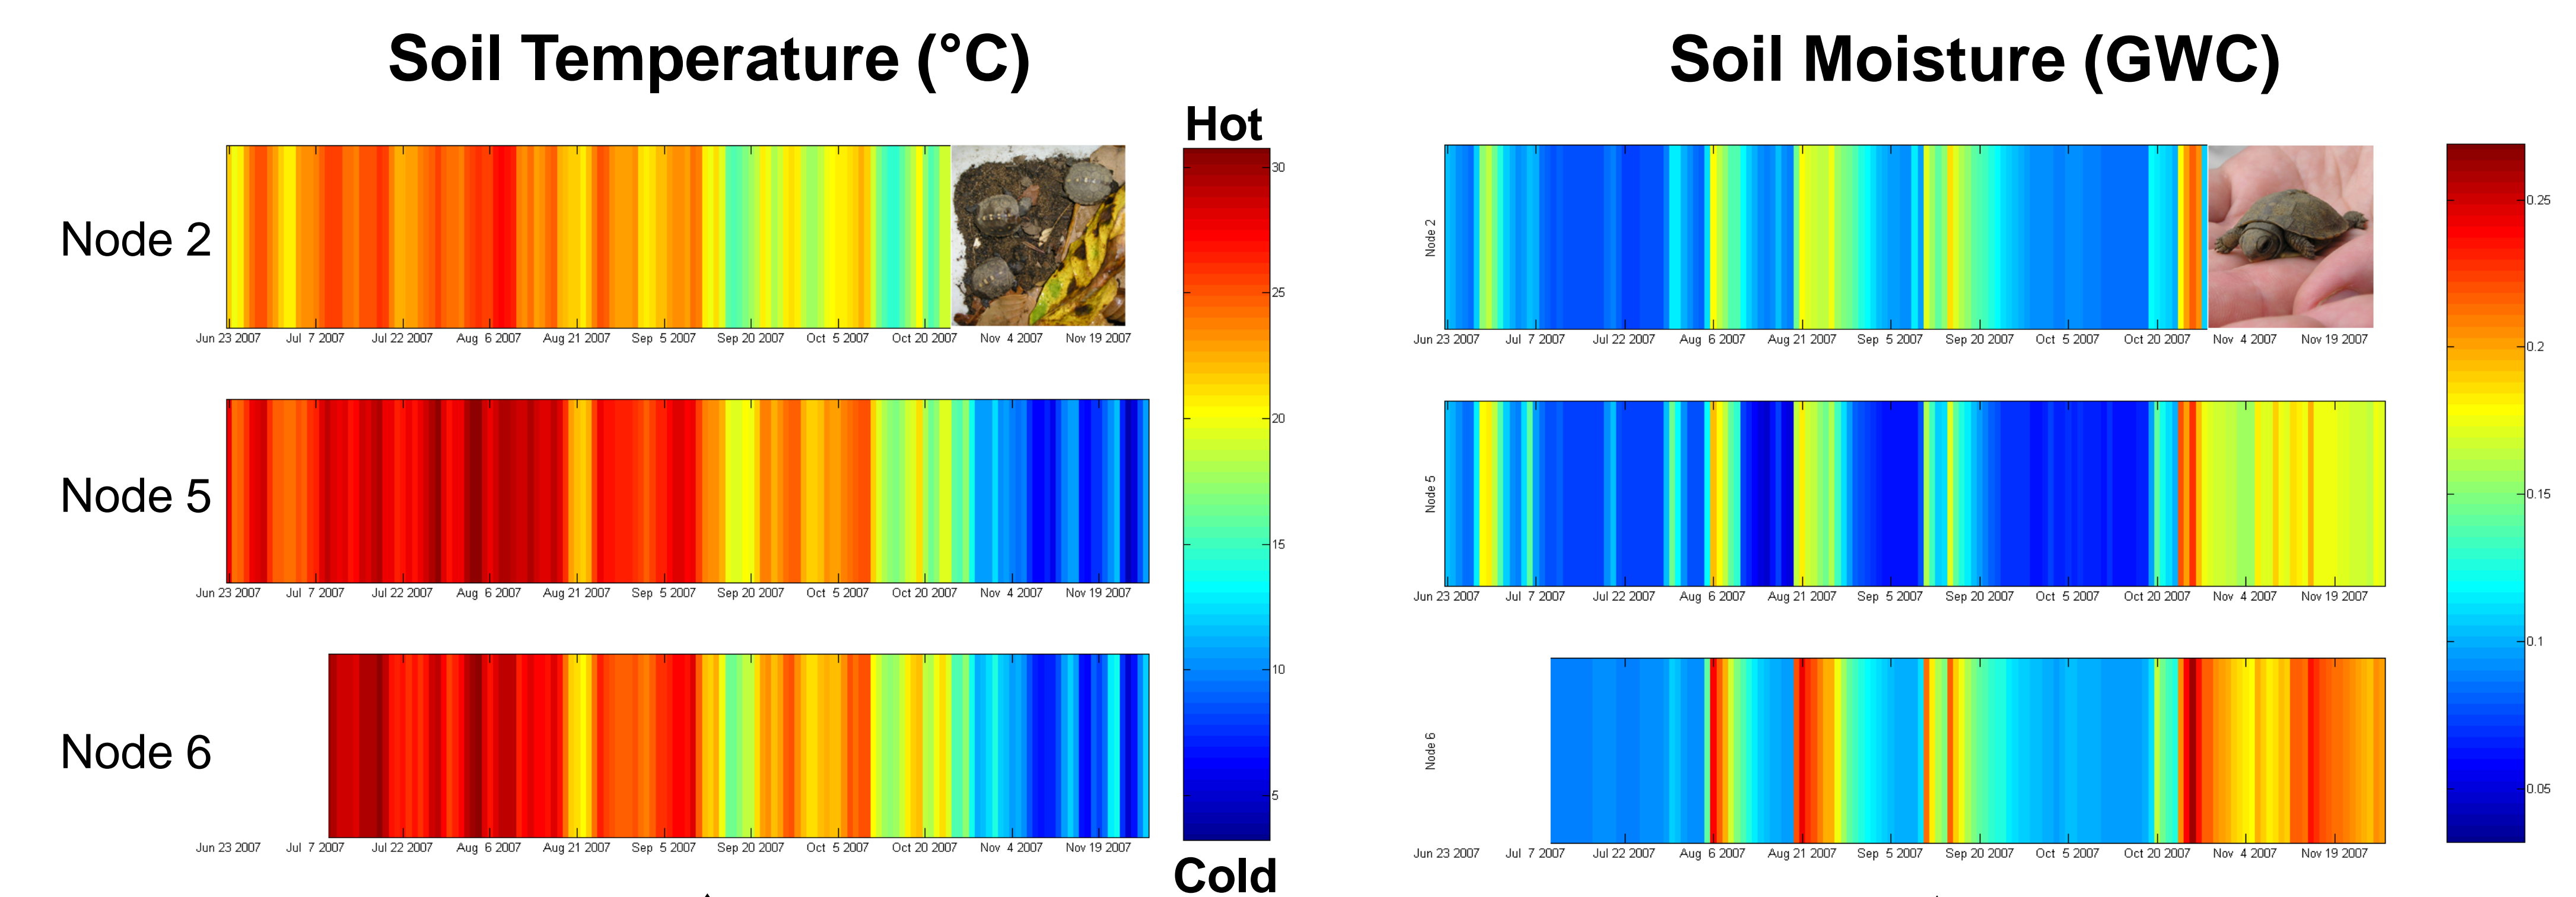 Soil Temperature (°C)
Soil Moisture (GWC)
Hot
Node 2
Jun 23 2007 Jul 7 2007 Jul 22 2007 Aug 6 2007 Aug 21 2007 Sep 5 2007 Sep 20 2007 Oct 5 2007 Oct 20 2007 Nov 4 2007 Nov 19 2007
Node 5
Jun 23 2007 Jul 7 2007 Jul 22 2007 Aug 6 2007 Aug 21 2007 Sep 5 2007 Sep 20 2007 Oct 5 2007 Oct 20 2007 Nov 4 2007 Nov 19 2007
Node 6
Jun 23 2007 Jul 7 2007 Jul 22 2007 Aug 6 2007 Aug 21 2007 Sep 5 2007 Sep 20 2007 Oct 5 2007 Oct 20 2007 Nov 4 2007 Nov 19 2007
30
25
20
15
10
5
Cold
Node 2
Jun 23 2007 Jul 7 2007 Jul 22 2007 Aug 6 2007 Aug 21 2007 Sep 5 2007 Sep 20 2007 Oct 5 2007 Oct 20 2007 Nov 4 2007 Nov 19 2007
Node 5
Jun 23 2007 Jul 7 2007 Jul 22 2007 Aug 6 2007 Aug 21 2007 Sep 5 2007 Sep 20 2007 Oct 5 2007 Oct 20 2007 Nov 4 2007 Nov 19 2007
Node 6
Jun 23 2007 Jul 7 2007 Jul 22 2007 Aug 6 2007 Aug 21 2007 Sep 5 2007 Sep 20 2007 Oct 5 2007 Oct 20 2007 Nov 4 2007 Nov 19 2007
0.25
0.2
0.15
0.1
0.05